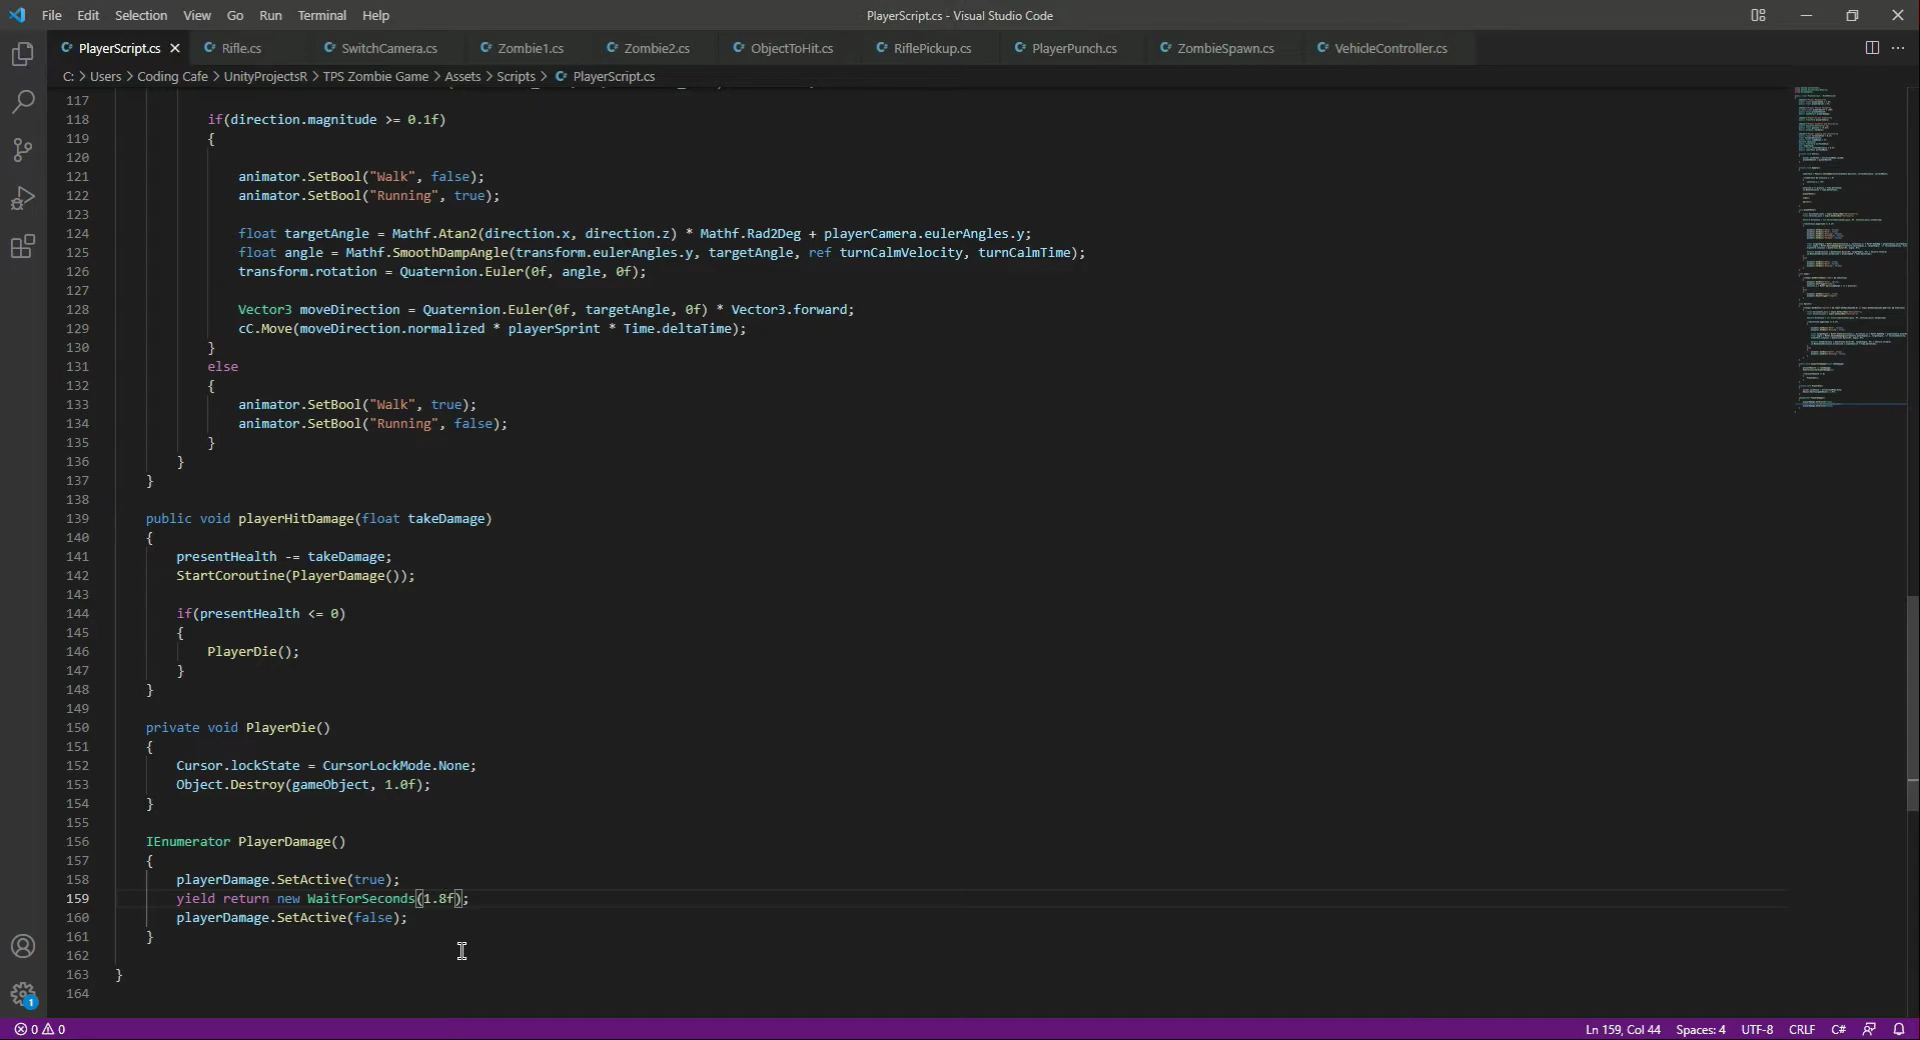 File Edit Selection View Go Run Terminal Help PlayerScript.cs - Visual Studio Code
PlayerScript.cs Rifle.cs SwitchCamera.cs Zombie1.cs Zombie2.cs ObjectToHit.cs RiflePickup.cs PlayerPunch.cs ZombieSpawn.cs VehicleController.cs
C: > Users > Coding Cafe > UnityProjectsR > TPS Zombie Game > Assets > Scripts > PlayerScript.cs
117
118 if(direction.magnitude >= 0.1f)
119 {
120
121 animator.SetBool("Walk", false);
122 animator.SetBool("Running", true);
123
124 float targetAngle = Mathf.Atan2(direction.x, direction.z) * Mathf.Rad2Deg + playerCamera.eulerAngles.y;
125 float angle = Mathf.SmoothDampAngle(transform.eulerAngles.y, targetAngle, ref turnCalmVelocity, turnCalmTime);
126 transform.rotation = Quaternion.Euler(0f, angle, 0f);
127
128 Vector3 moveDirection = Quaternion.Euler(0f, targetAngle, 0f) * Vector3.forward;
129 cC.Move(moveDirection.normalized * playerSprint * Time.deltaTime);
130 }
131 else
132 {
133 animator.SetBool("Walk", true);
134 animator.SetBool("Running", false);
135 }
136 }
137 }
138
139 public void playerHitDamage(float takeDamage)
140 {
141 presentHealth -= takeDamage;
142 StartCoroutine(PlayerDamage());
143
144 if(presentHealth <= 0)
145 {
146 PlayerDie();
147 }
148 }
149
150 private void PlayerDie()
151 {
152 Cursor.lockState = CursorLockMode.None;
153 Object.Destroy(gameObject, 1.0f);
154 }
155
156 IEnumerator PlayerDamage()
157 {
158 playerDamage.SetActive(true);
159 yield return new WaitForSeconds(1.8f);
160 playerDamage.SetActive(false);
161 }
162
163 }
164
1
0 0 Ln 159, Col 44 Spaces: 4 UTF-8 CRLF C#